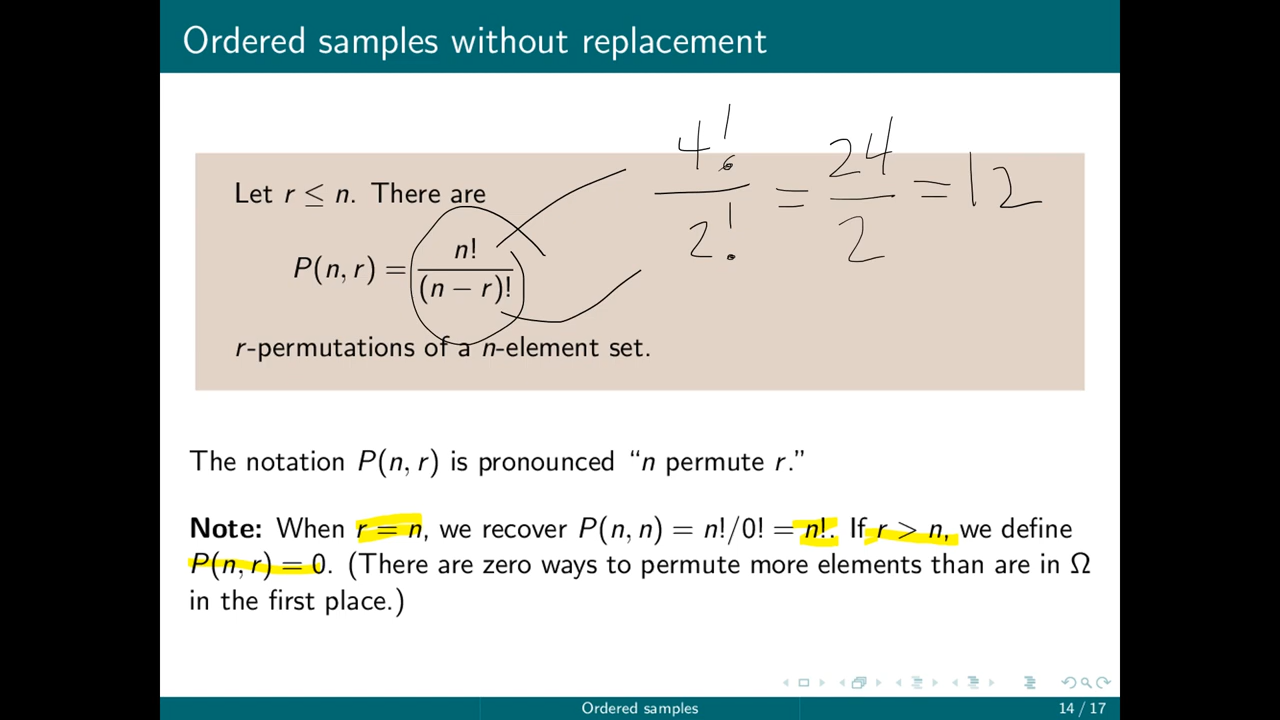 Ordered samples without replacement
4! / 2! = 24 / 2 = 12
Let r ≤ n. There are
P(n, r) = n! / (n − r)!
r-permutations of a n-element set.
The notation P(n, r) is pronounced “n permute r.”
Note: When r = n, we recover P(n, n) = n!/0! = n!. If r > n, we define
P(n, r) = 0. (There are zero ways to permute more elements than are in Ω
in the first place.)
Ordered samples
14 / 17